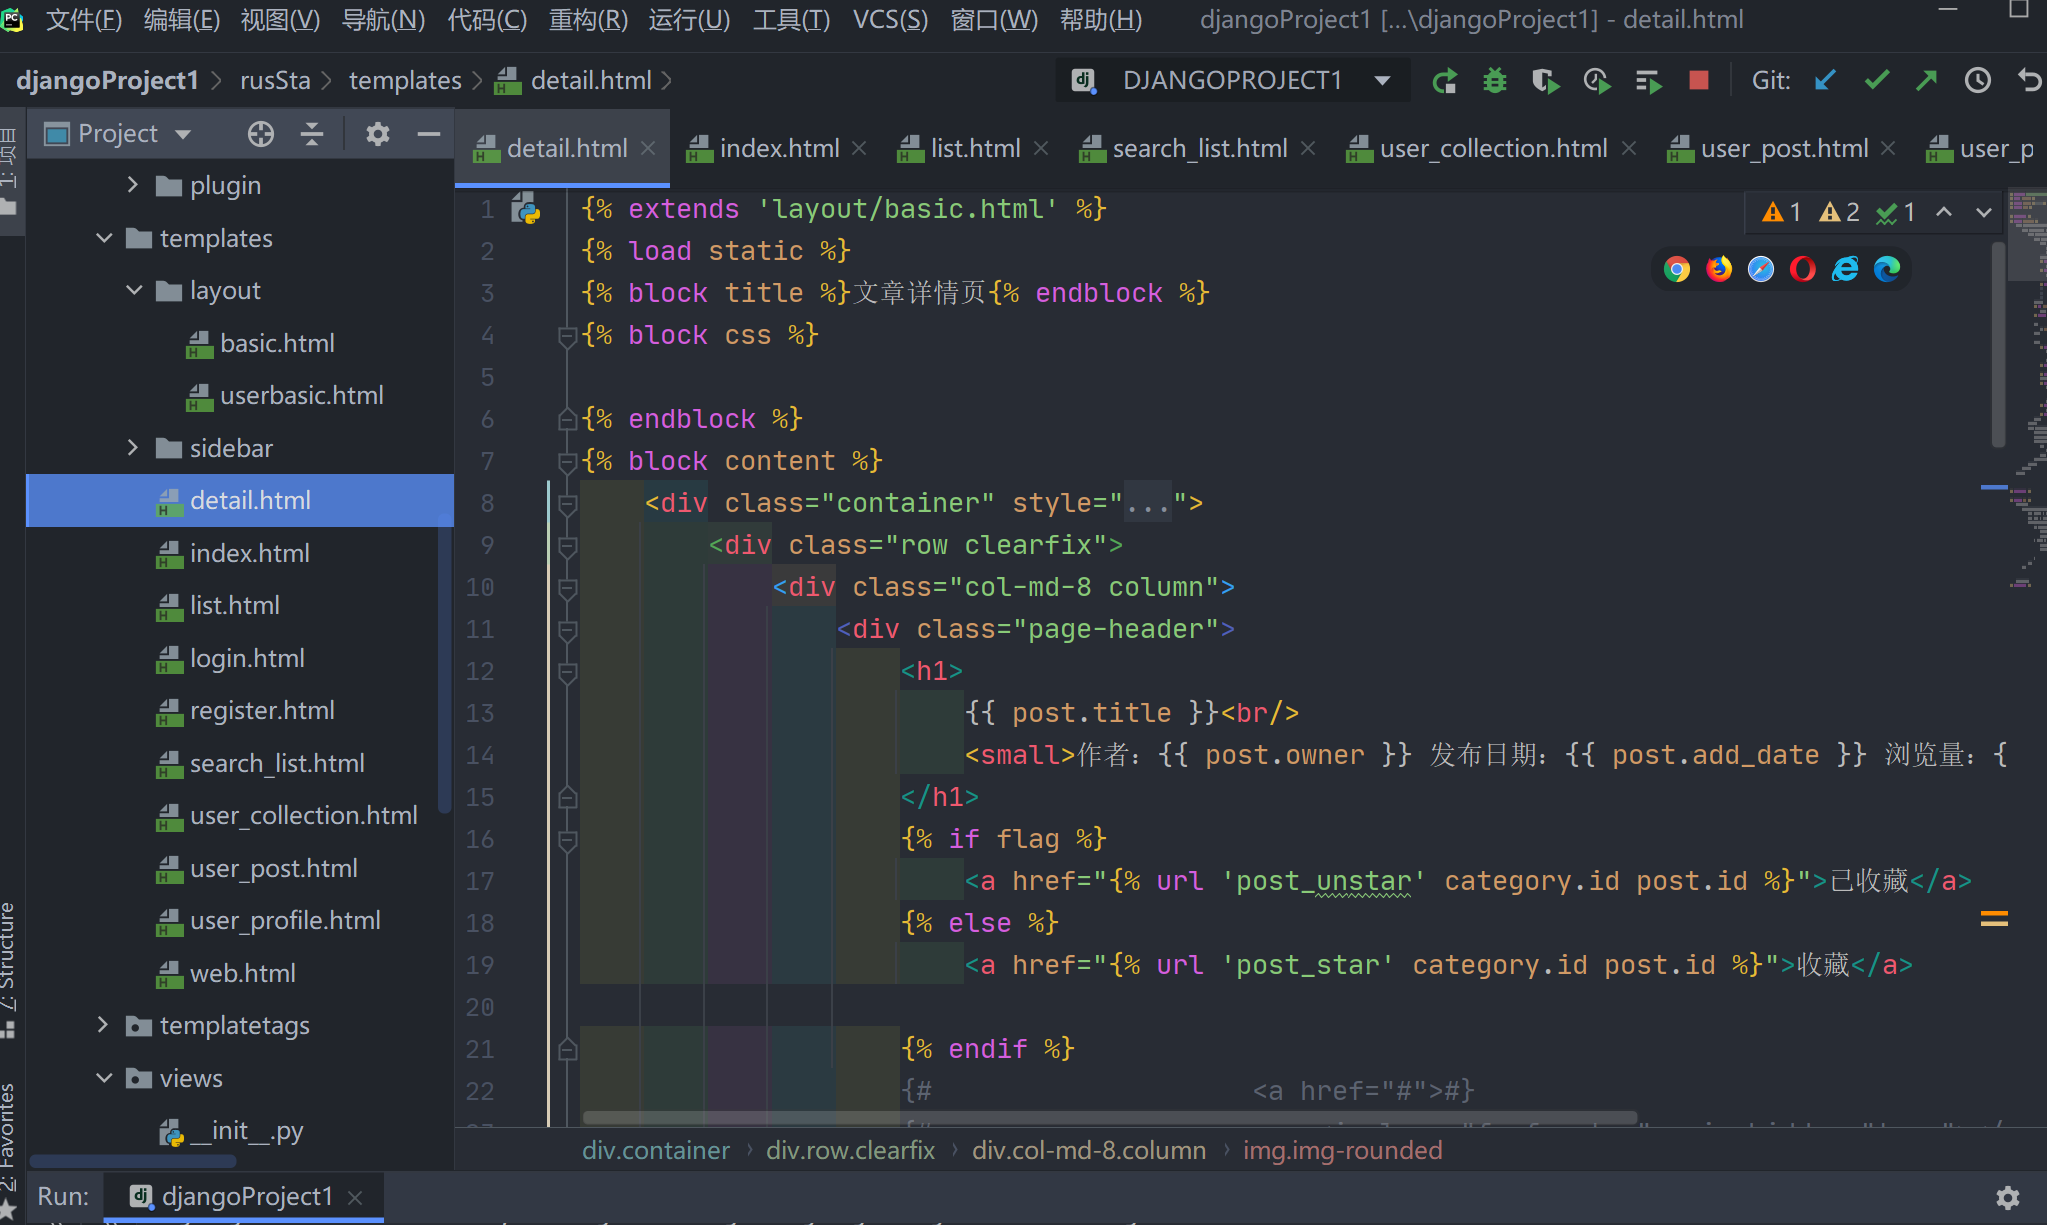 文件(F) 编辑(E) 视图(V) 导航(N) 代码(C) 重构(R) 运行(U) 工具(T) VCS(S) 窗口(W) 帮助(H) djangoProject1 [...\djangoProject1] - detail.html
djangoProject1 rusSta templates detail.html DJANGOPROJECT1 Git:
1: 项目
Project
detail.html index.html list.html search_list.html user_collection.html user_post.html user_p
plugin
templates
layout
basic.html
userbasic.html
sidebar
detail.html
index.html
list.html
login.html
register.html
search_list.html
user_collection.html
user_post.html
user_profile.html
web.html
templatetags
views
__init__.py
7: Structure
2: Favorites
1 2 1
1 {% extends 'layout/basic.html' %}
2 {% load static %}
3 {% block title %}文章详情页{% endblock %}
4 {% block css %}
5
6 {% endblock %}
7 {% block content %}
8 <div class="container" style="...">
9 <div class="row clearfix">
10 <div class="col-md-8 column">
11 <div class="page-header">
12 <h1>
13 {{ post.title }}<br/>
14 <small>作者：{{ post.owner }} 发布日期：{{ post.add_date }} 浏览量：{
15 </h1>
16 {% if flag %}
17 <a href="{% url 'post_unstar' category.id post.id %}">已收藏</a>
18 {% else %}
19 <a href="{% url 'post_star' category.id post.id %}">收藏</a>
20
21 {% endif %}
22 {# <a href="#">#}
div.container div.row.clearfix div.col-md-8.column img.img-rounded
Run: djangoProject1